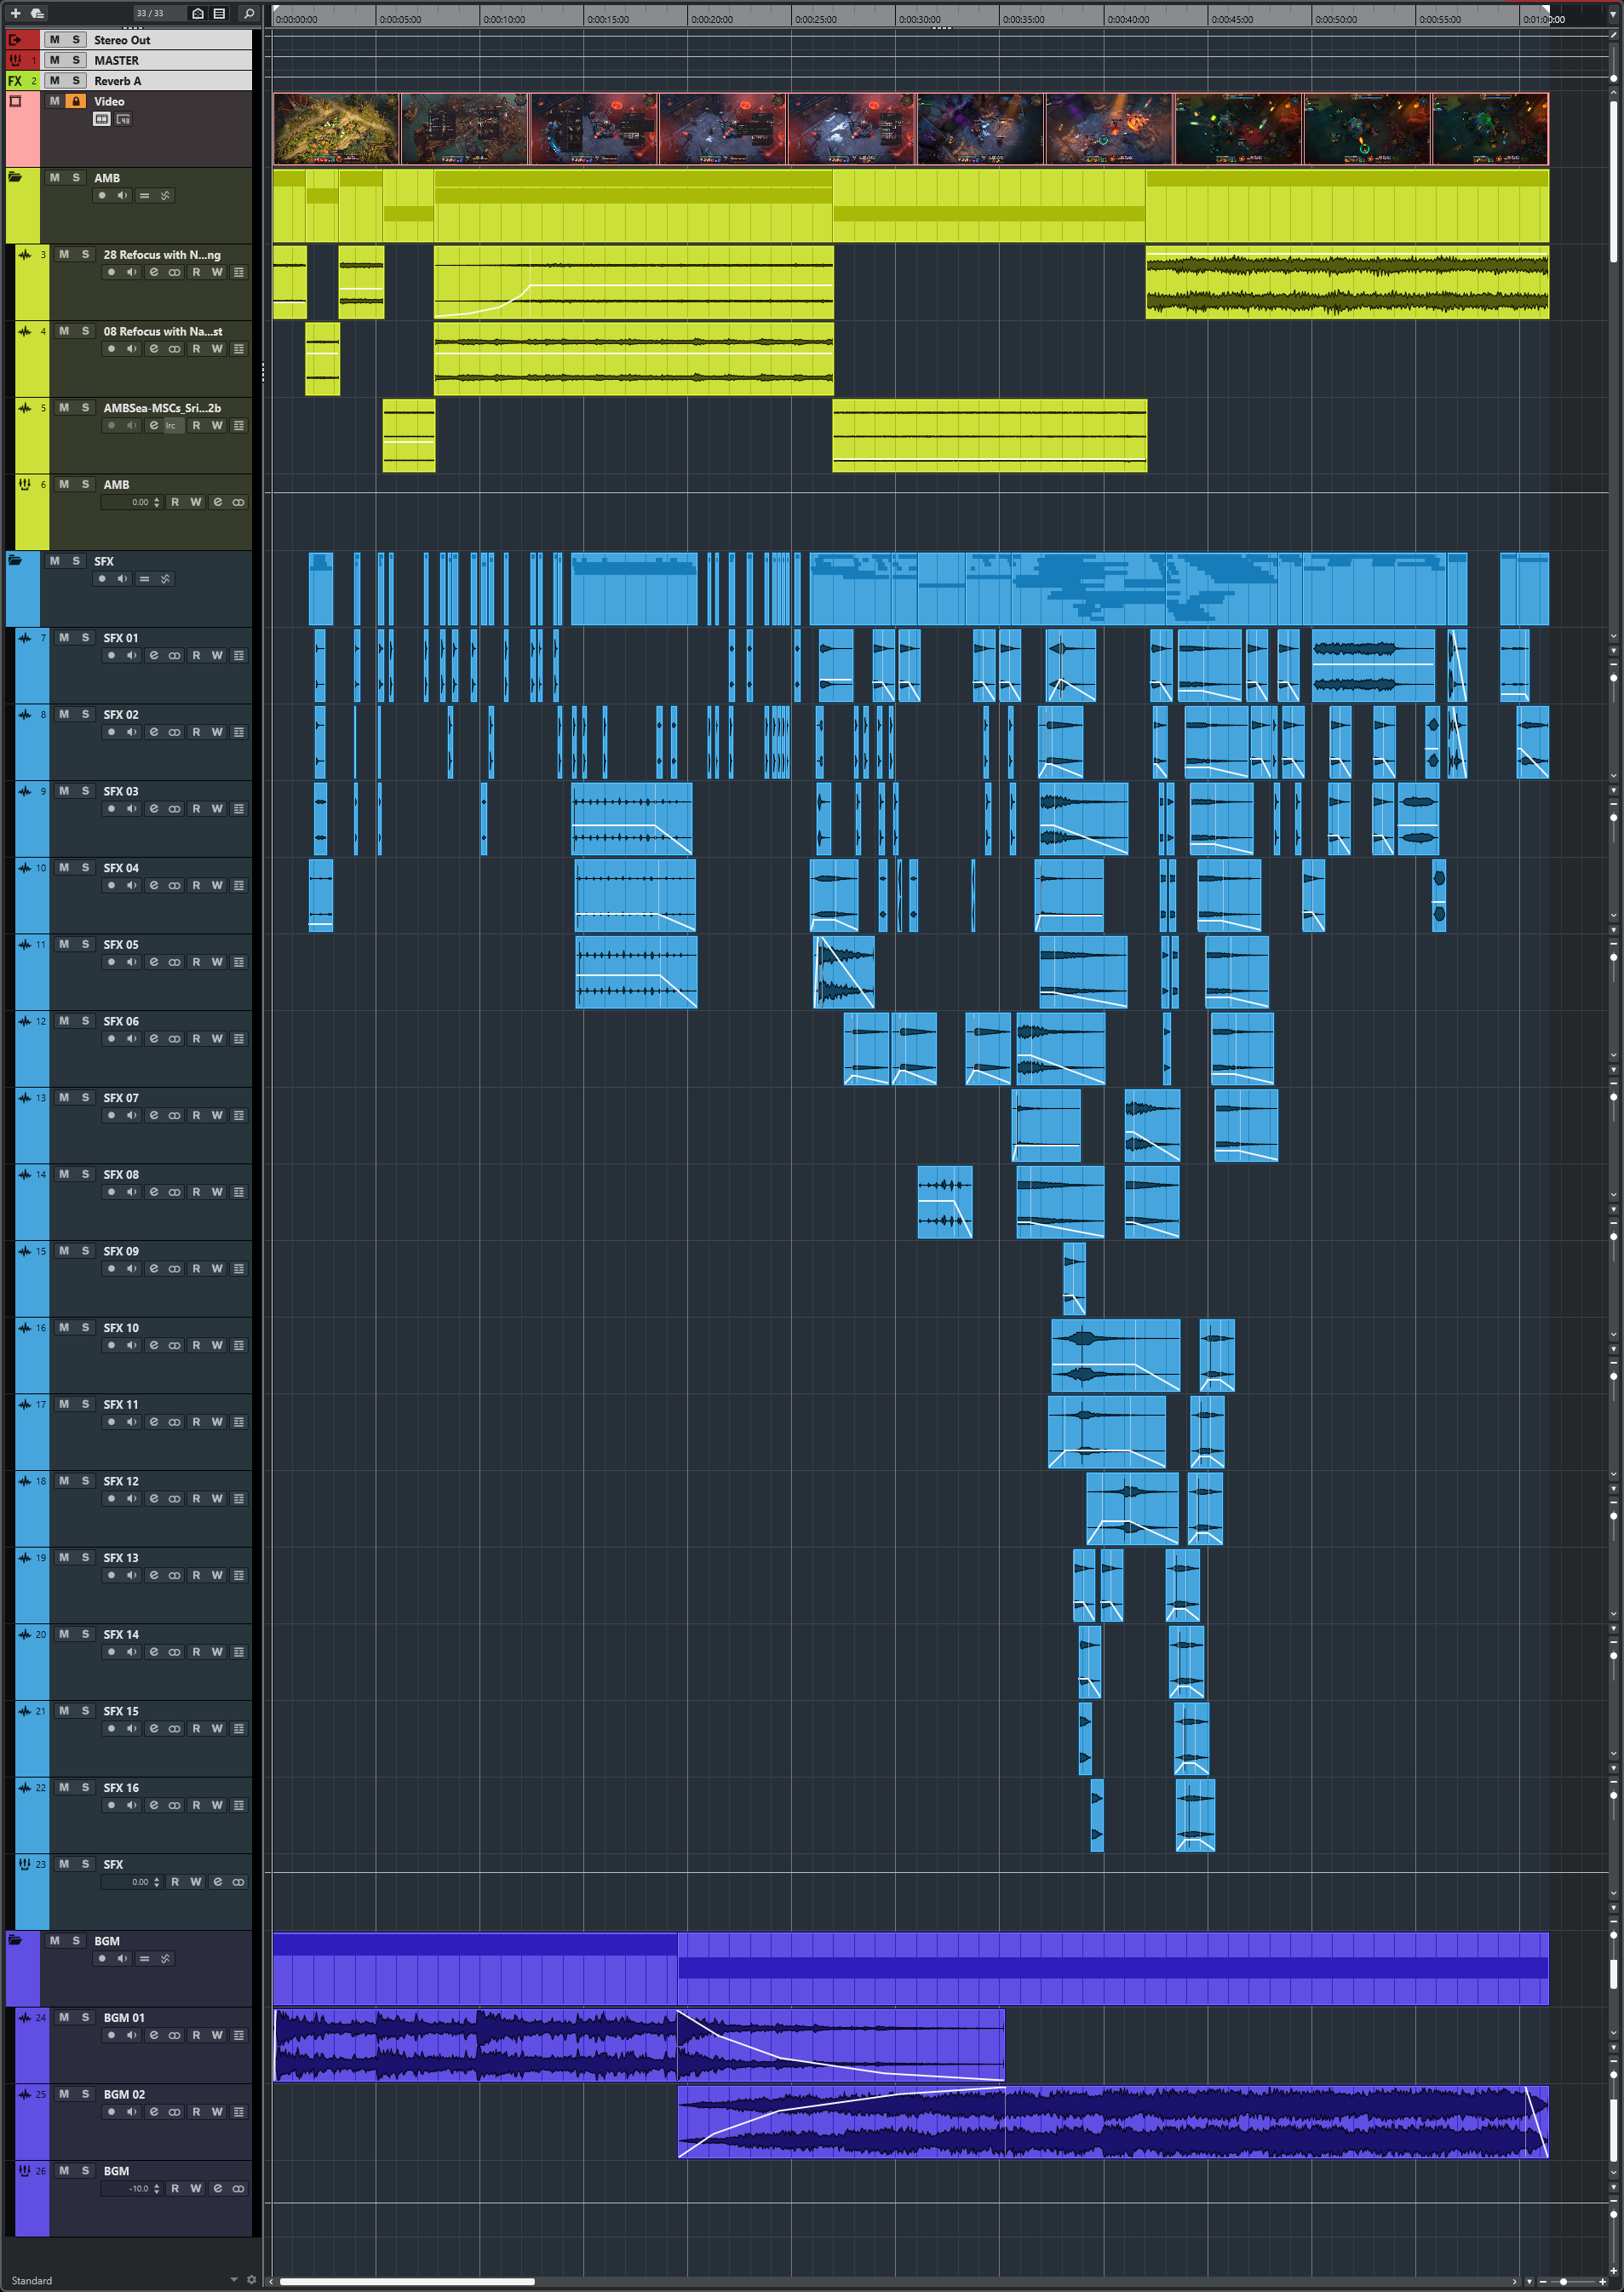 33 / 33
0:00:00:00 0:00:05:00 0:00:10:00 0:00:15:00 0:00:20:00 0:00:25:00 0:00:30:00 0:00:35:00 0:00:40:00 0:00:45:00 0:00:50:00 0:00:55:00 0:01:00:00
M S Stereo Out
1 M S MASTER
FX 2 M S Reverb A
M Video
M S AMB
3 M S 28 Refocus with N...ng
e R W
4 M S 08 Refocus with Na...st
e R W
5 M S AMBSea-MSCs_Sri...2b
e lrc R W
6 M S AMB
0.00 R W e
M S SFX
7 M S SFX 01
e R W
8 M S SFX 02
e R W
9 M S SFX 03
e R W
10 M S SFX 04
e R W
11 M S SFX 05
e R W
12 M S SFX 06
e R W
13 M S SFX 07
e R W
14 M S SFX 08
e R W
15 M S SFX 09
e R W
16 M S SFX 10
e R W
17 M S SFX 11
e R W
18 M S SFX 12
e R W
19 M S SFX 13
e R W
20 M S SFX 14
e R W
21 M S SFX 15
e R W
22 M S SFX 16
e R W
23 M S SFX
0.00 R W e
M S BGM
24 M S BGM 01
e R W
25 M S BGM 02
e R W
26 M S BGM
-10.0 R W e
Standard